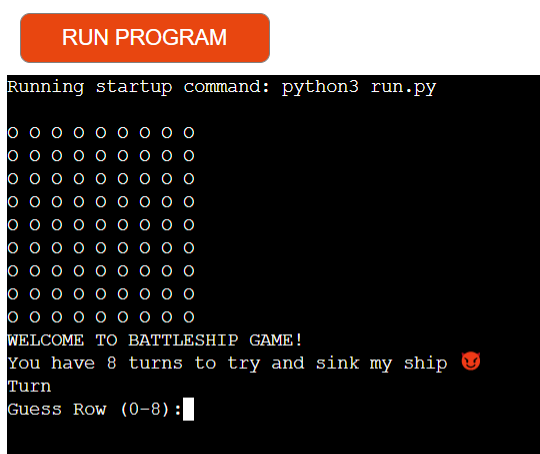 RUN PROGRAM
Running startup command: python3 run.py
O O O O O O O O O
O O O O O O O O O
O O O O O O O O O
O O O O O O O O O
O O O O O O O O O
O O O O O O O O O
O O O O O O O O O
O O O O O O O O O
O O O O O O O O O
WELCOME TO BATTLESHIP GAME!
You have 8 turns to try and sink my ship 😈
Turn
Guess Row (0-8):